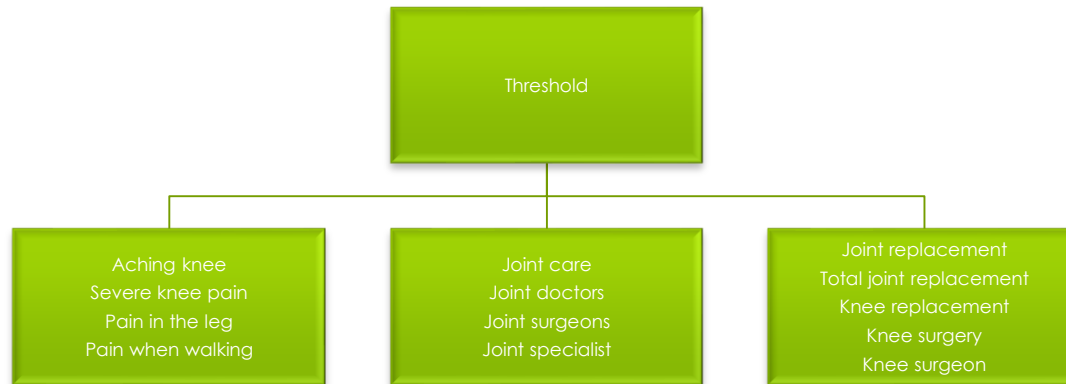 Threshold
Aching knee
Severe knee pain
Pain in the leg
Pain when walking
Joint care
Joint doctors
Joint surgeons
Joint specialist
Joint replacement
Total joint replacement
Knee replacement
Knee surgery
Knee surgeon